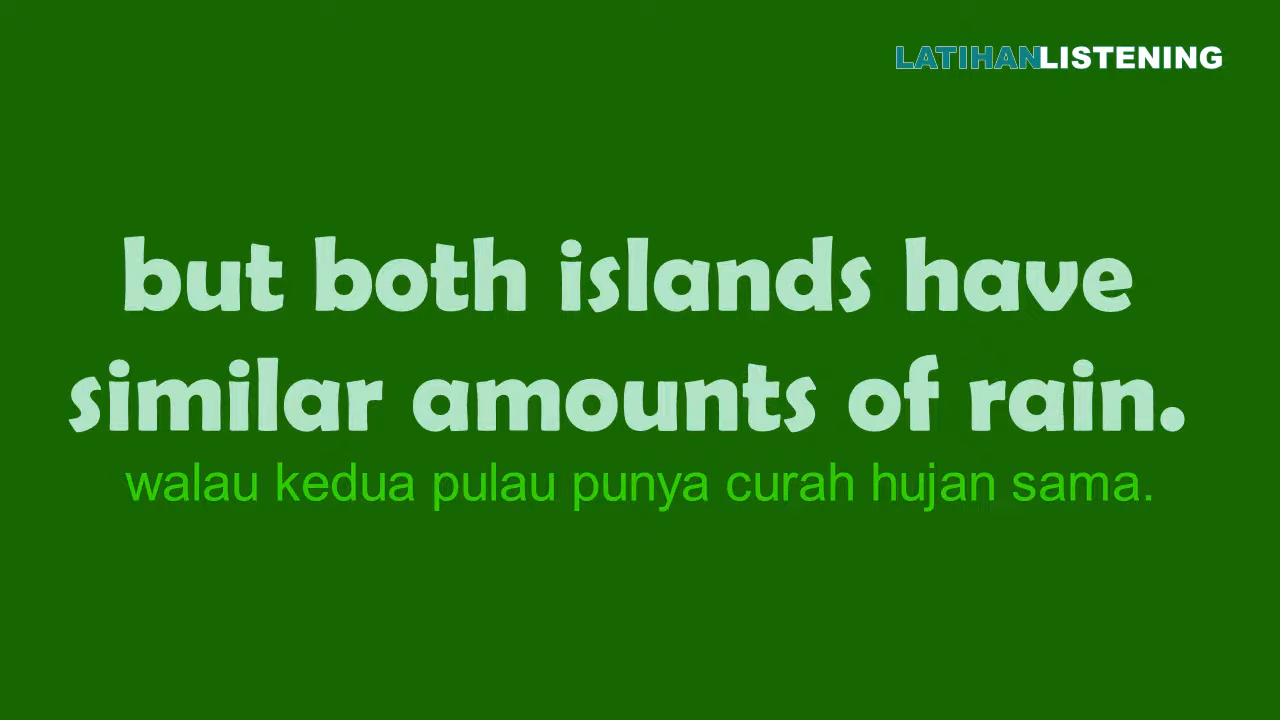 LATIHANLISTENING
but both islands have
similar amounts of rain.
walau kedua pulau punya curah hujan sama.